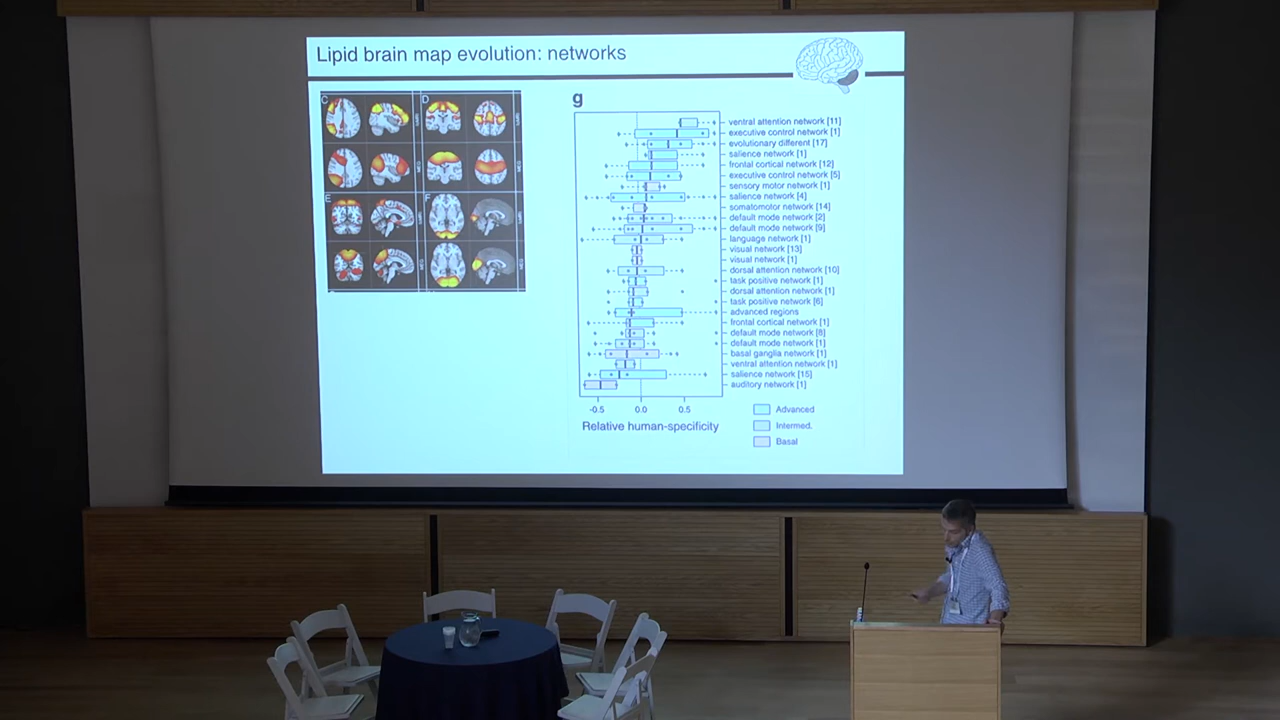 Lipid brain map evolution: networks
C
D
E
F
g
ventral attention network [11]
executive control network [1]
evolutionary different [17]
salience network [1]
frontal cortical network [12]
executive control network [5]
sensory motor network [1]
salience network [4]
somatomotor network [14]
default mode network [2]
default mode network [9]
language network [1]
visual network [13]
visual network [1]
dorsal attention network [10]
task positive network [1]
dorsal attention network [1]
task positive network [6]
advanced regions
frontal cortical network [1]
default mode network [8]
default mode network [1]
basal ganglia network [1]
ventral attention network [1]
salience network [15]
auditory network [1]
-0.5 0.0 0.5
Relative human-specificity
Advanced
Intermed.
Basal